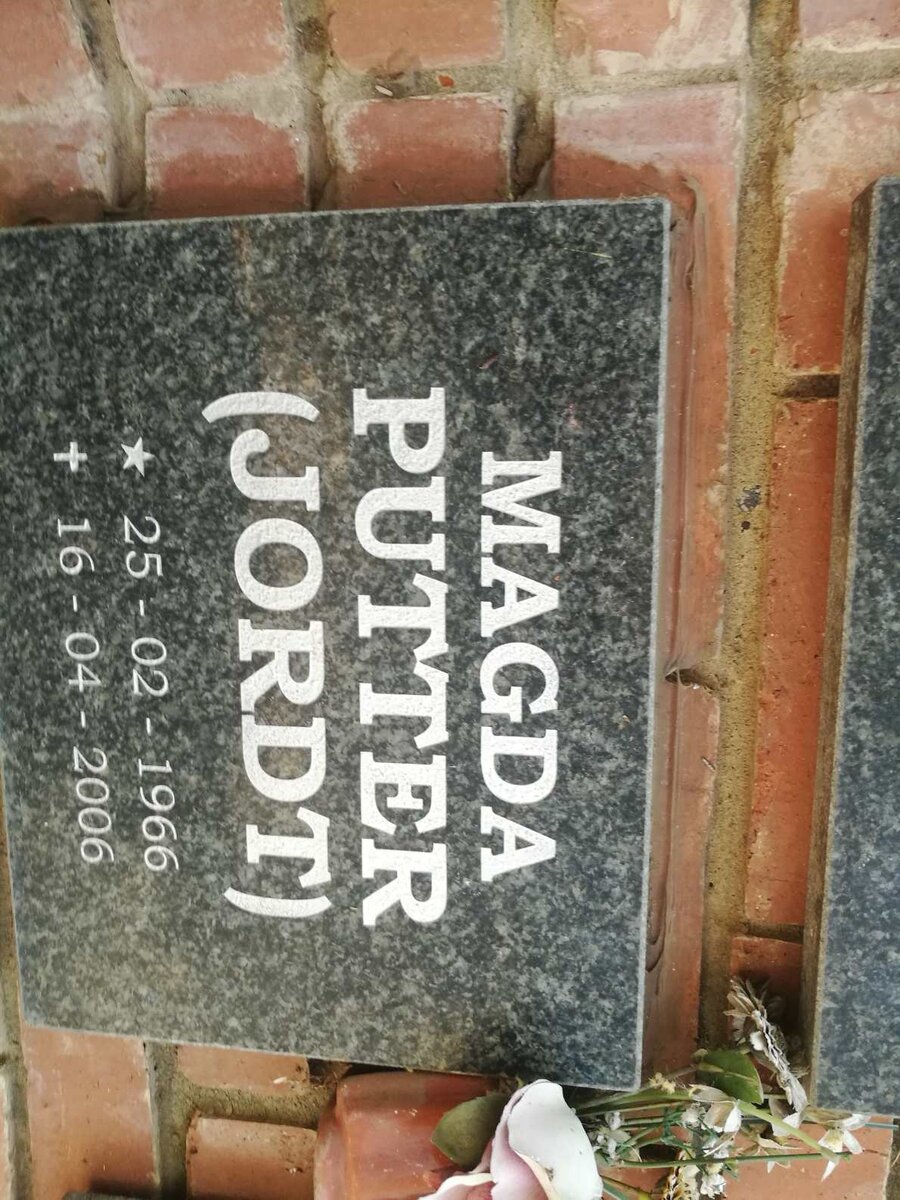 MAGDA
PUTTER
(JORDT)
★ 25-02-1966
✝ 16-04-2006